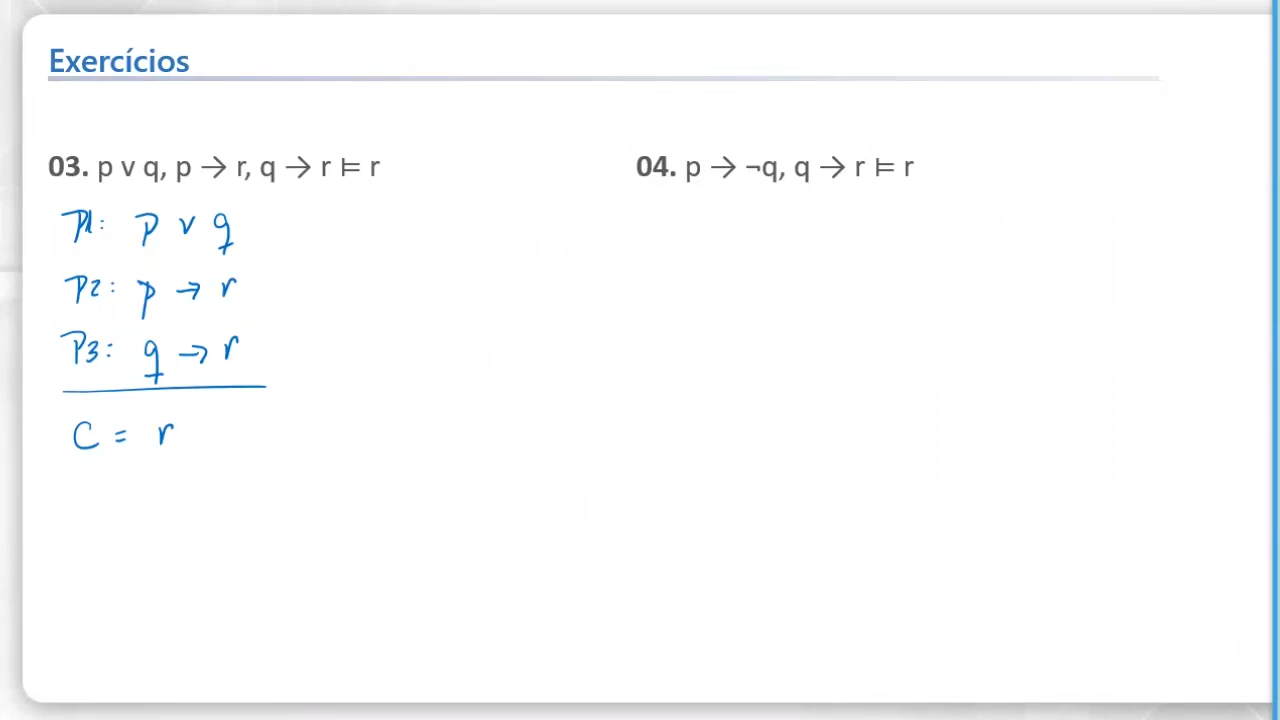 Exercícios
03. p v q, p → r, q → r ⊨ r
04. p → ¬q, q → r ⊨ r
P1: p v q
P2: p → r
P3: q → r
C = r